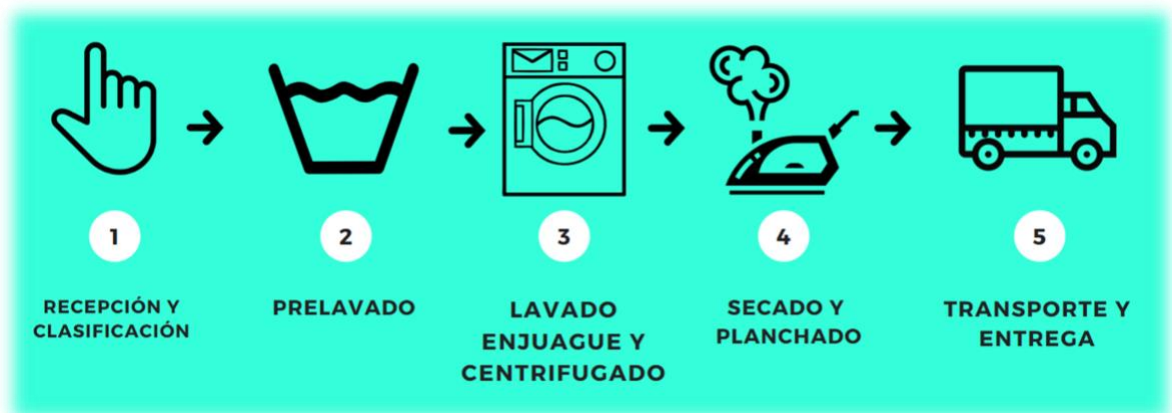 1
RECEPCIÓN Y
CLASIFICACIÓN
2
PRELAVADO
3
LAVADO
ENJUAGUE Y
CENTRIFUGADO
4
SECADO Y
PLANCHADO
5
TRANSPORTE Y
ENTREGA